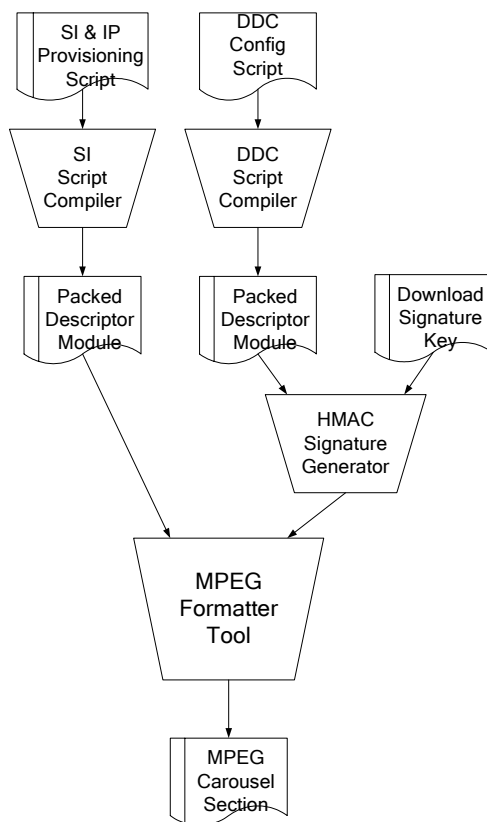 SI & IP
Provisioning
Script
DDC
Config
Script
SI
Script
Compiler
DDC
Script
Compiler
Packed
Descriptor
Module
Packed
Descriptor
Module
Download
Signature
Key
HMAC
Signature
Generator
MPEG
Formatter
Tool
MPEG
Carousel
Section